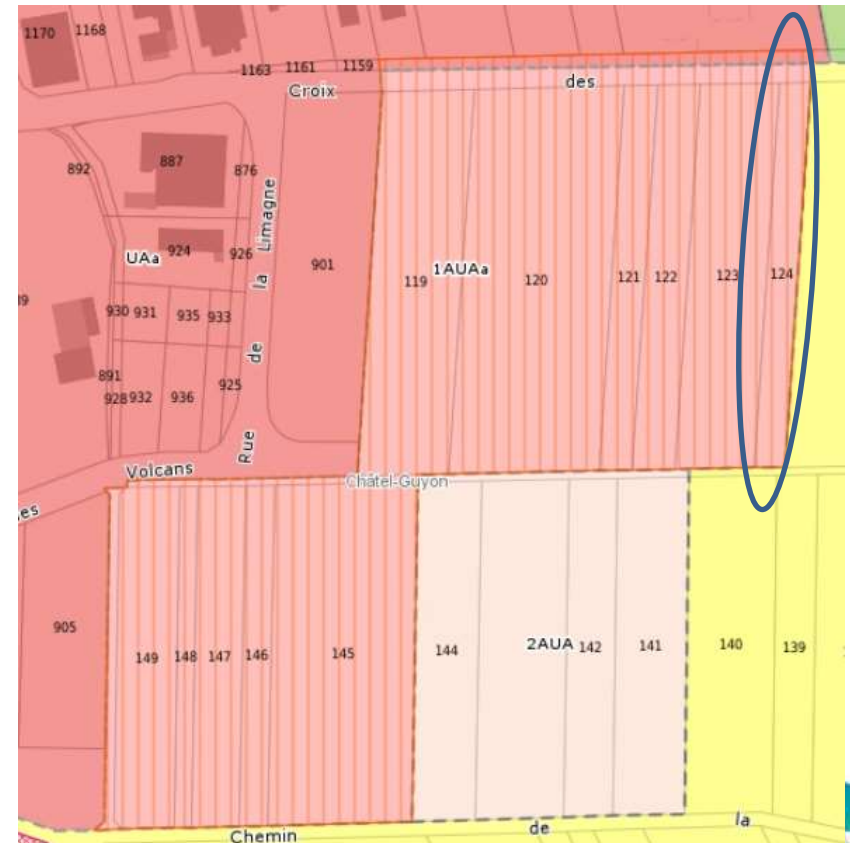 1170 1168
1163 1161 1159
Croix des
892 887 876
Limagne
UAa 924 926 la 901
39
119 1AUAa 120 121 122 123 124
930 931 935 933
de
891
928 932 936 925
Rue
Volcans
Châtel-Guyon
es
905
149 148 147 146 145 144 2AUA 142 141 140 139
Chemin de la